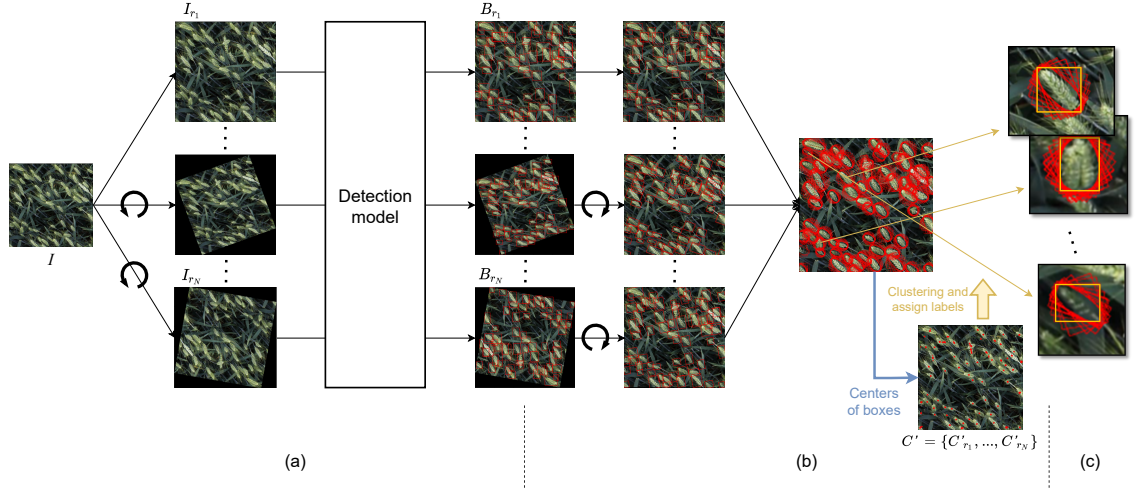 I_{r_1}
B_{r_1}
Detection
model
I
I_{r_N}
B_{r_N}
Clustering and
assign labels
Centers
of boxes
C' = {C'_{r_1}, ..., C'_{r_N}}
(a)
(b)
(c)